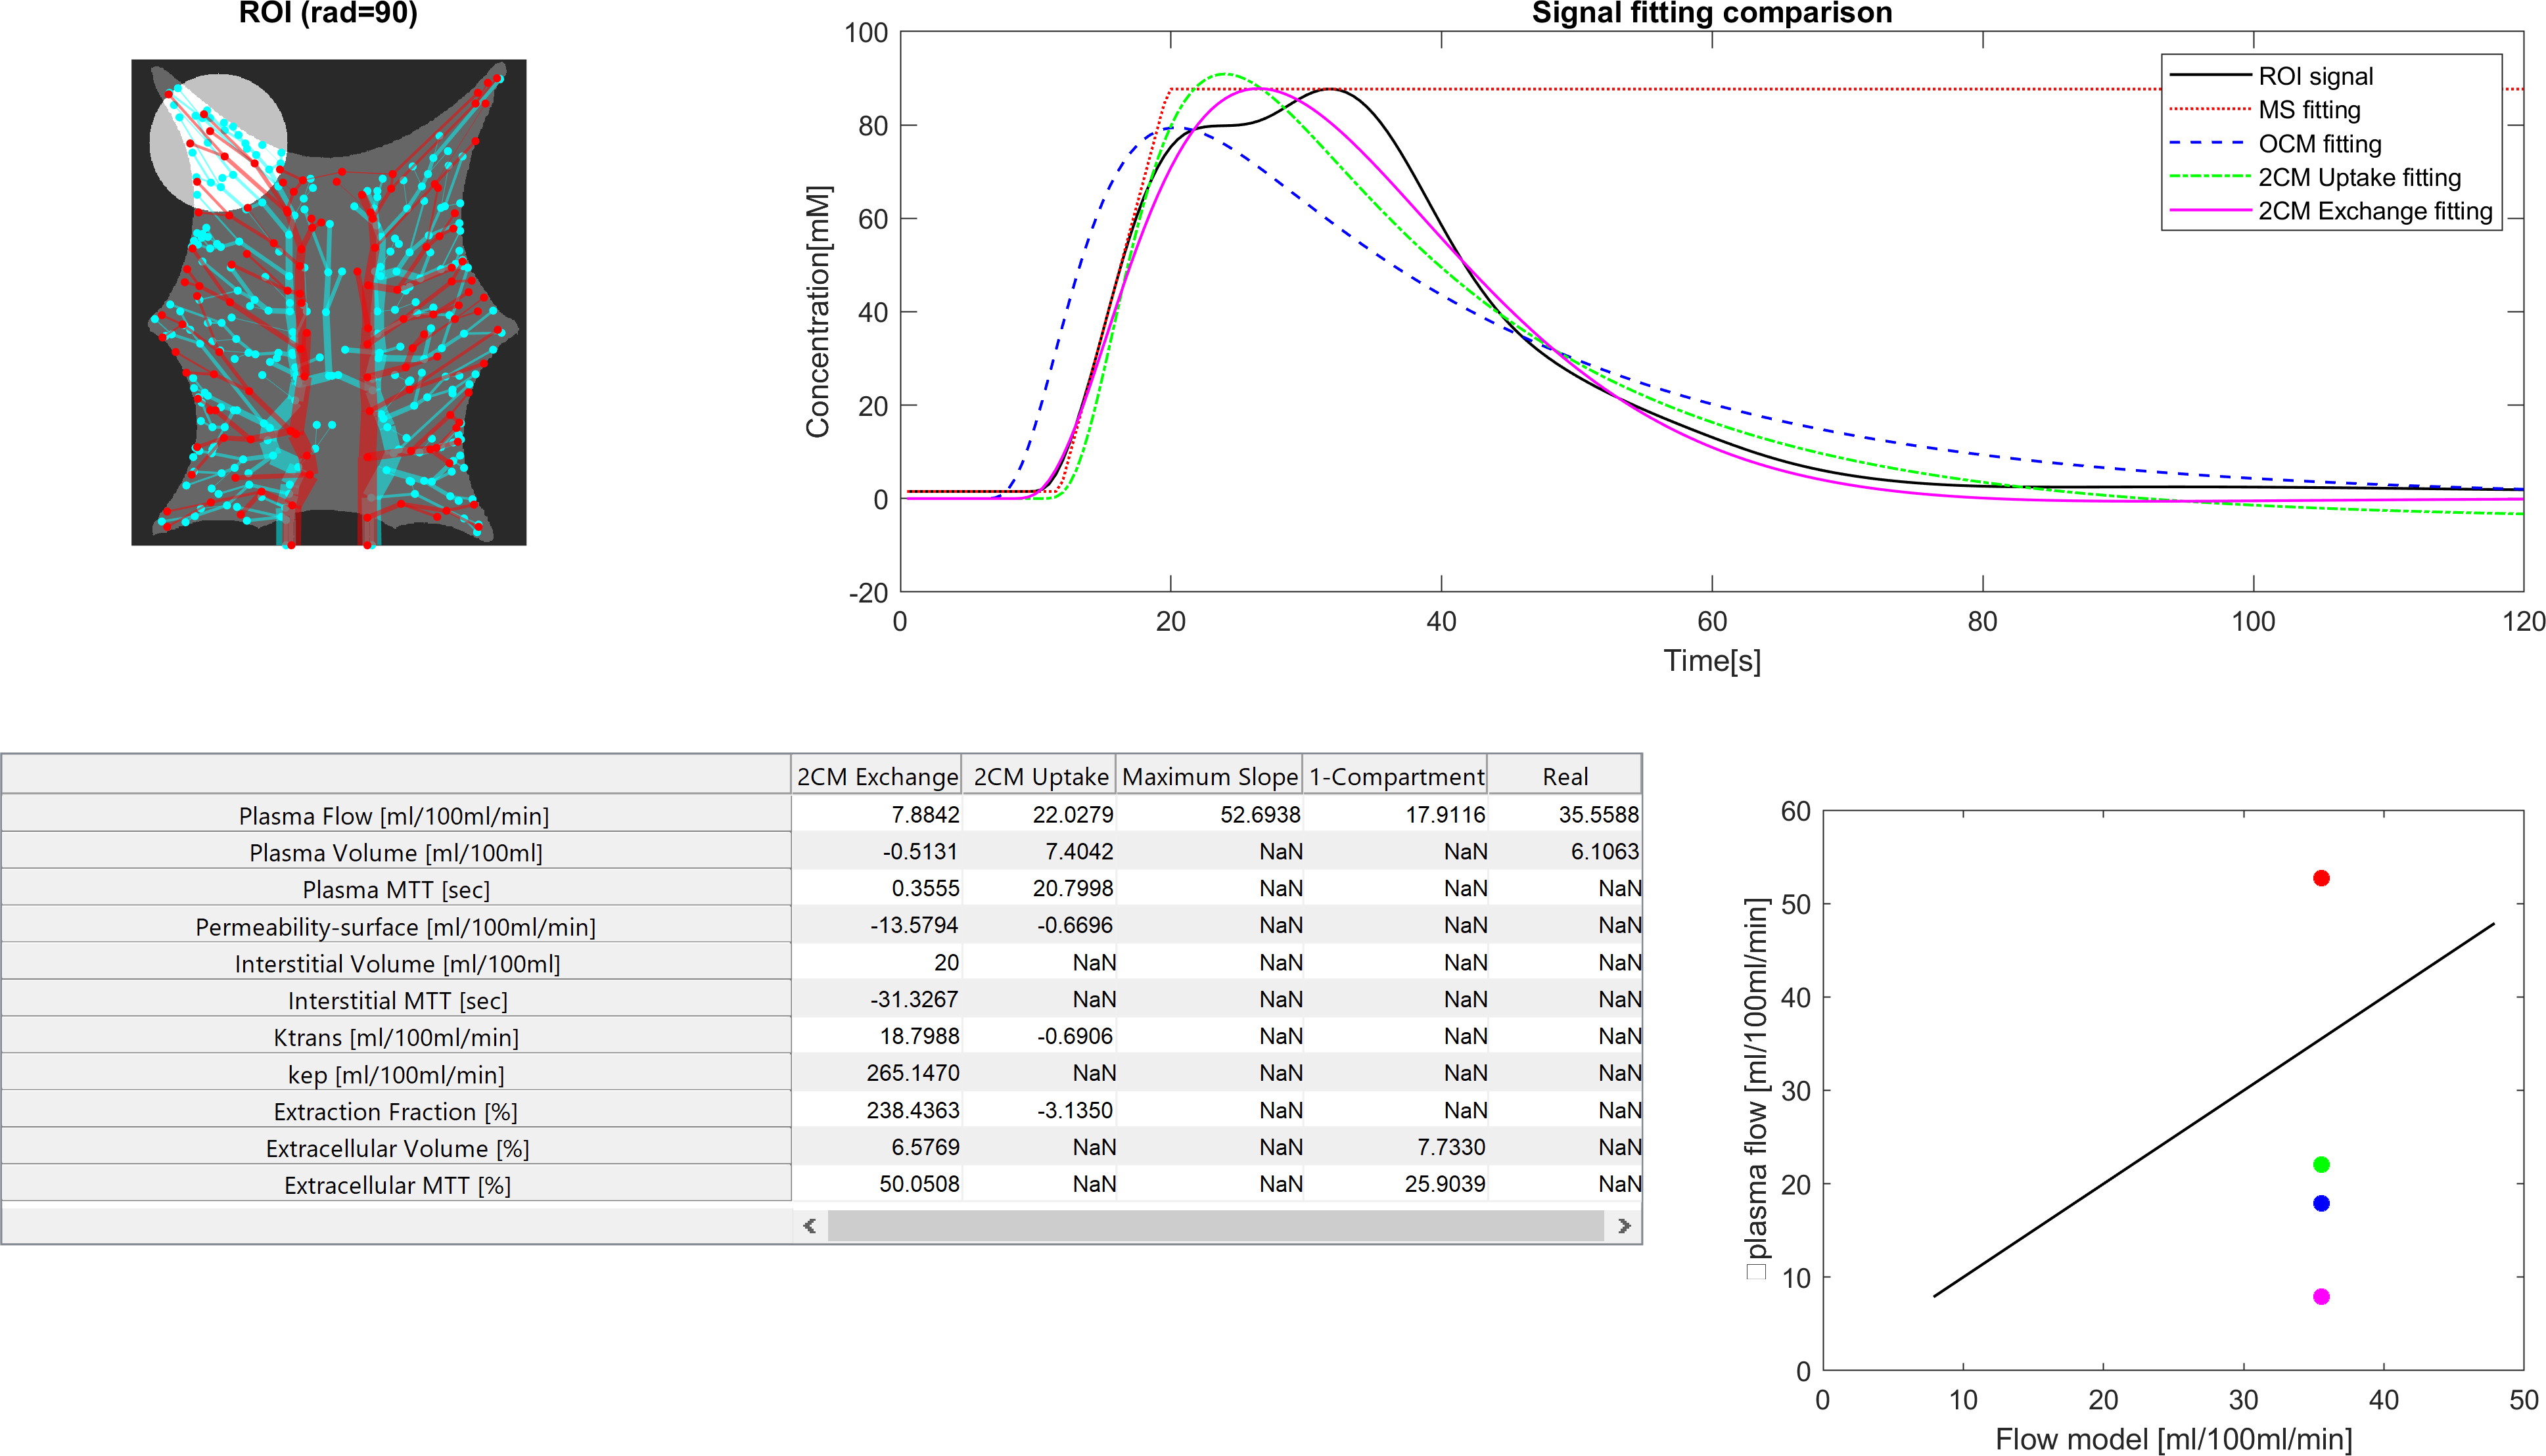 ROI (rad=90)
Signal fitting comparison
100
80
60
40
20
0
-20
Concentration[mM]
0 20 40 60 80 100 120
Time[s]
ROI signal
MS fitting
OCM fitting
2CM Uptake fitting
2CM Exchange fitting
2CM Exchange 2CM Uptake Maximum Slope 1-Compartment Real
Plasma Flow [ml/100ml/min] 7.8842 22.0279 52.6938 17.9116 35.5588
Plasma Volume [ml/100ml] -0.5131 7.4042 NaN NaN 6.1063
Plasma MTT [sec] 0.3555 20.7998 NaN NaN NaN
Permeability-surface [ml/100ml/min] -13.5794 -0.6696 NaN NaN NaN
Interstitial Volume [ml/100ml] 20 NaN NaN NaN NaN
Interstitial MTT [sec] -31.3267 NaN NaN NaN NaN
Ktrans [ml/100ml/min] 18.7988 -0.6906 NaN NaN NaN
kep [ml/100ml/min] 265.1470 NaN NaN NaN NaN
Extraction Fraction [%] 238.4363 -3.1350 NaN NaN NaN
Extracellular Volume [%] 6.5769 NaN NaN 7.7330 NaN
Extracellular MTT [%] 50.0508 NaN NaN 25.9039 NaN
60
50
40
30
20
10
0
□plasma flow [ml/100ml/min]
0 10 20 30 40 50
Flow model [ml/100ml/min]